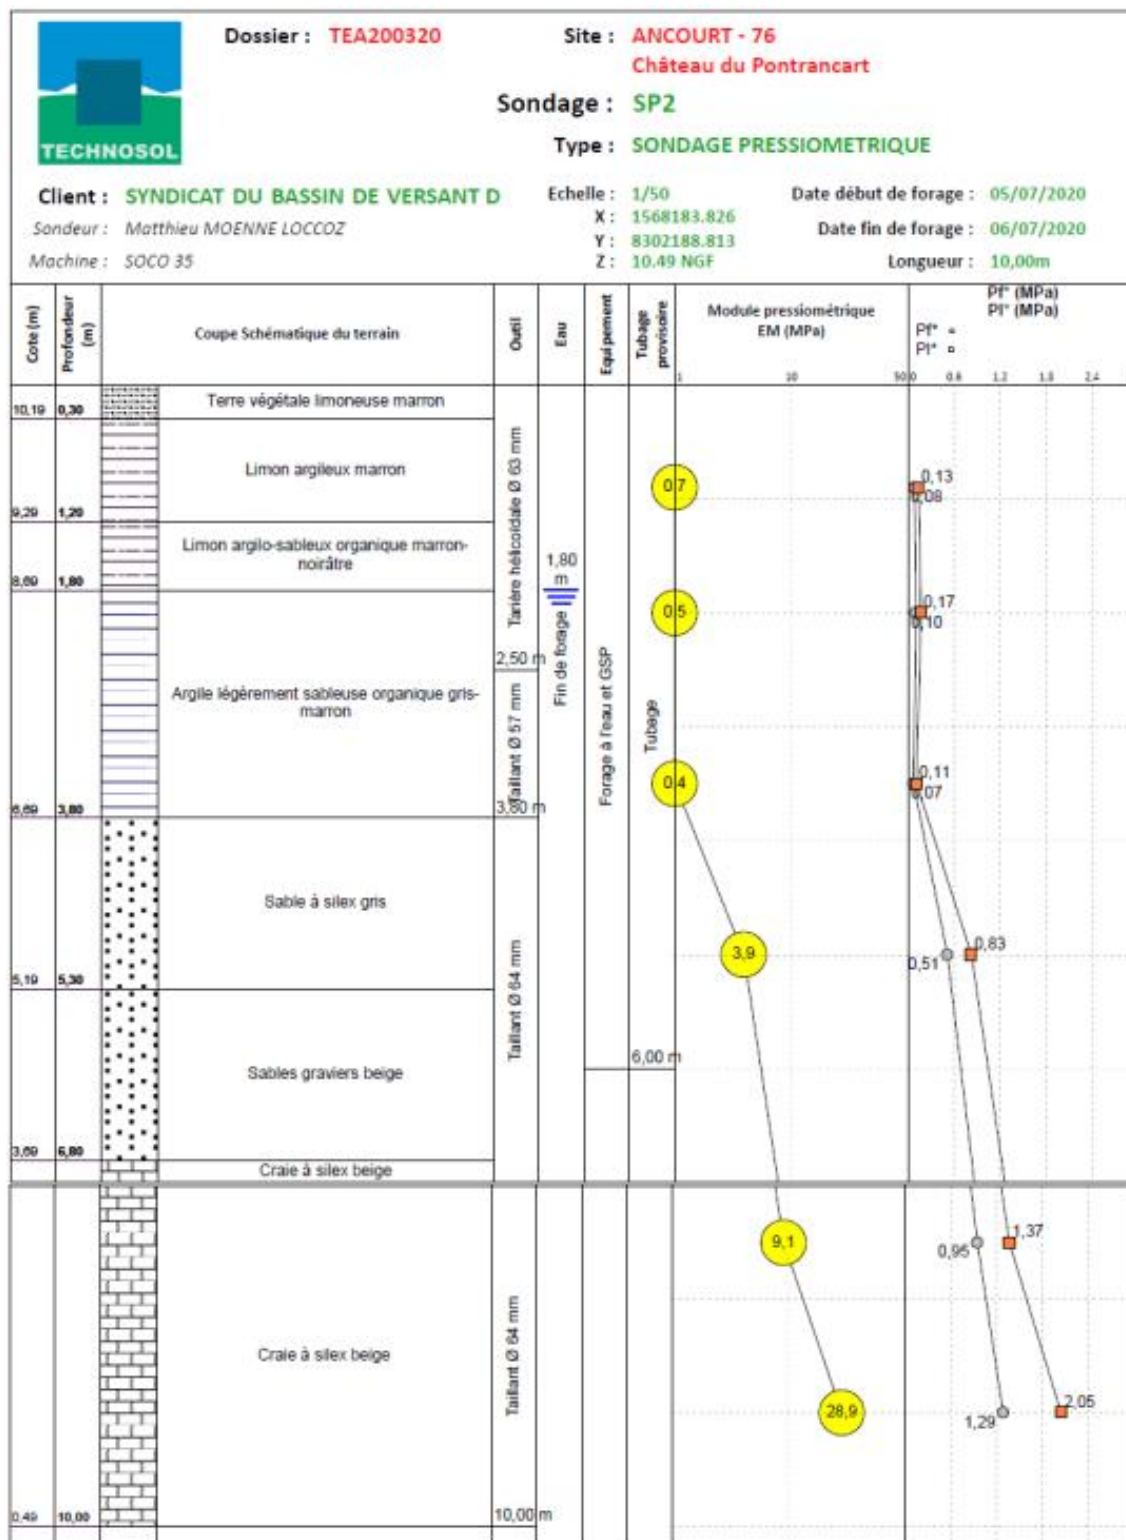 Dossier : TEA200320
Site : ANCOURT - 76
Château du Pontrancart
Sondage : SP2
TECHNOSOL
Type : SONDAGE PRESSIOMETRIQUE
Client : SYNDICAT DU BASSIN DE VERSANT D
Echelle : 1/50
Date début de forage : 05/07/2020
Sondeur : Matthieu MOENNE LOCCOZ
X : 1568183.826
Y : 8302188.813
Date fin de forage : 06/07/2020
Machine : SOCO 35
Z : 10.49 NGF
Longueur : 10,00m
Cote (m)
Profondeur (m)
Coupe Schématique du terrain
Outil
Eau
Equipement
Tubage provisoire
Module pressiométrique
EM (MPa)
Pf* (MPa)
Pl* (MPa)
Pf*
Pl*
1 10 50
0.0 0.6 1.2 1.8 2.4
Terre végétale limoneuse marron
10,19 0,30
Limon argileux marron
Tarière hélicoïdale Ø 63 mm
0,7
0,13
0,08
9,29 1,20
Limon argilo-sableux organique marron-
noirâtre
1,80
m
8,69 1,80
0,5
0,17
0,10
2,50 m
Fin de forage
Argile légèrement sableuse organique gris-
marron
Taillant Ø 57 mm
Forage à l'eau et GSP
Tubage
0,4
0,11
0,07
6,69 3,80
3,80 m
Sable à silex gris
3,9
0,83
0,51
5,19 5,30
Taillant Ø 64 mm
6,00 m
Sables graviers beige
3,69 6,80
Craie à silex beige
9,1
1,37
0,95
Craie à silex beige
Taillant Ø 64 mm
28,9
2,05
1,29
0,49 10,00
10,00 m